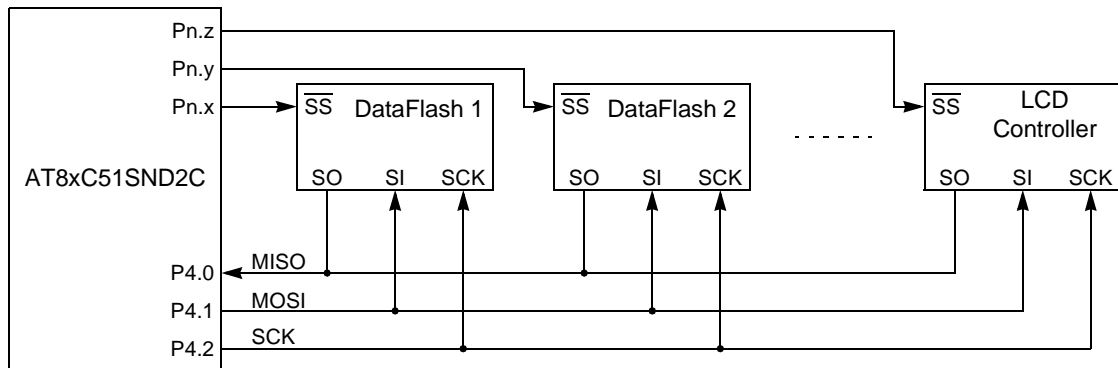 Pn.z
Pn.y
Pn.x
SS DataFlash 1
SS DataFlash 2
SS LCD
Controller
AT8xC51SND2C
SO SI SCK
SO SI SCK
SO SI SCK
P4.0 MISO
P4.1 MOSI
P4.2 SCK